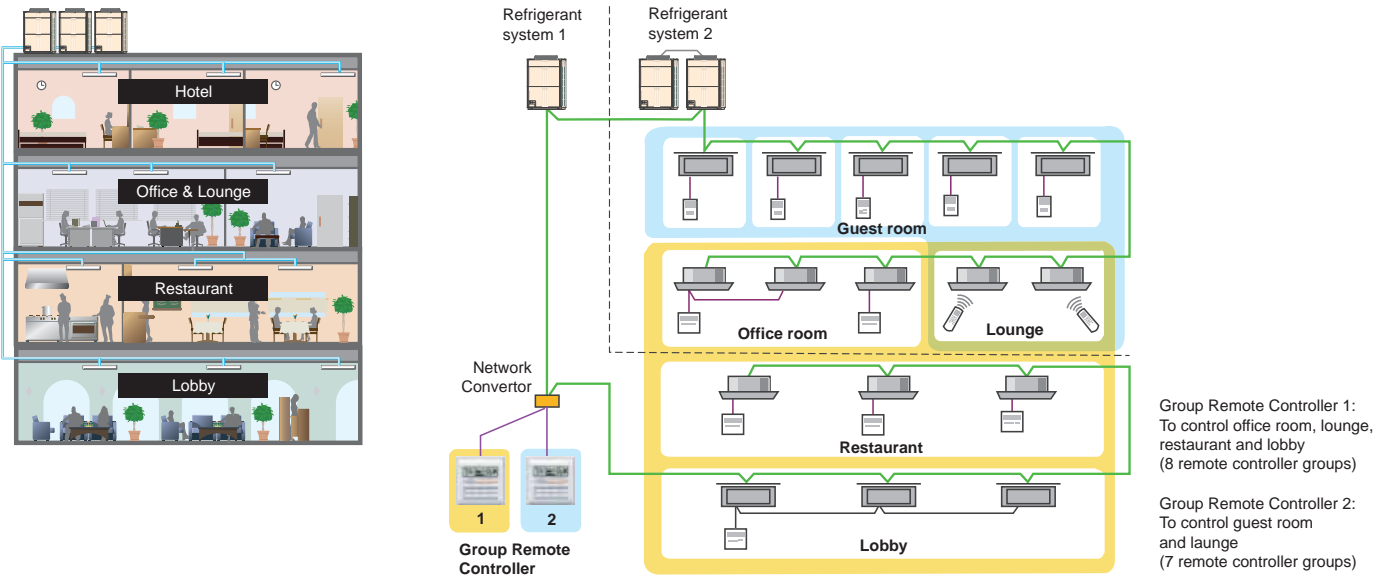 Refrigerant
system 1
Refrigerant
system 2
Hotel
Office & Lounge
Restaurant
Lobby
Guest room
Office room
Lounge
Network
Convertor
Restaurant
Lobby
1
2
Group Remote
Controller
Group Remote Controller 1:
To control office room, lounge,
restaurant and lobby
(8 remote controller groups)
Group Remote Controller 2:
To control guest room
and launge
(7 remote controller groups)